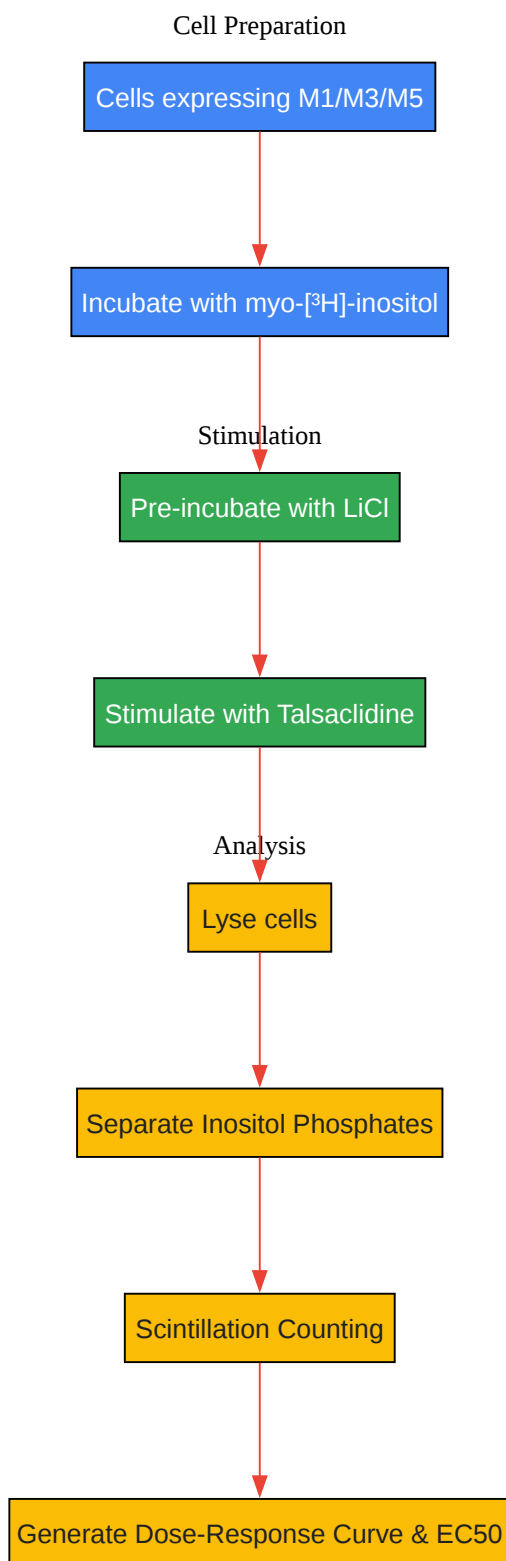 Cell Preparation
Cells expressing M1/M3/M5
Incubate with myo-[³H]-inositol
Stimulation
Pre-incubate with LiCl
Stimulate with Talsaclidine
Analysis
Lyse cells
Separate Inositol Phosphates
Scintillation Counting
Generate Dose-Response Curve & EC50